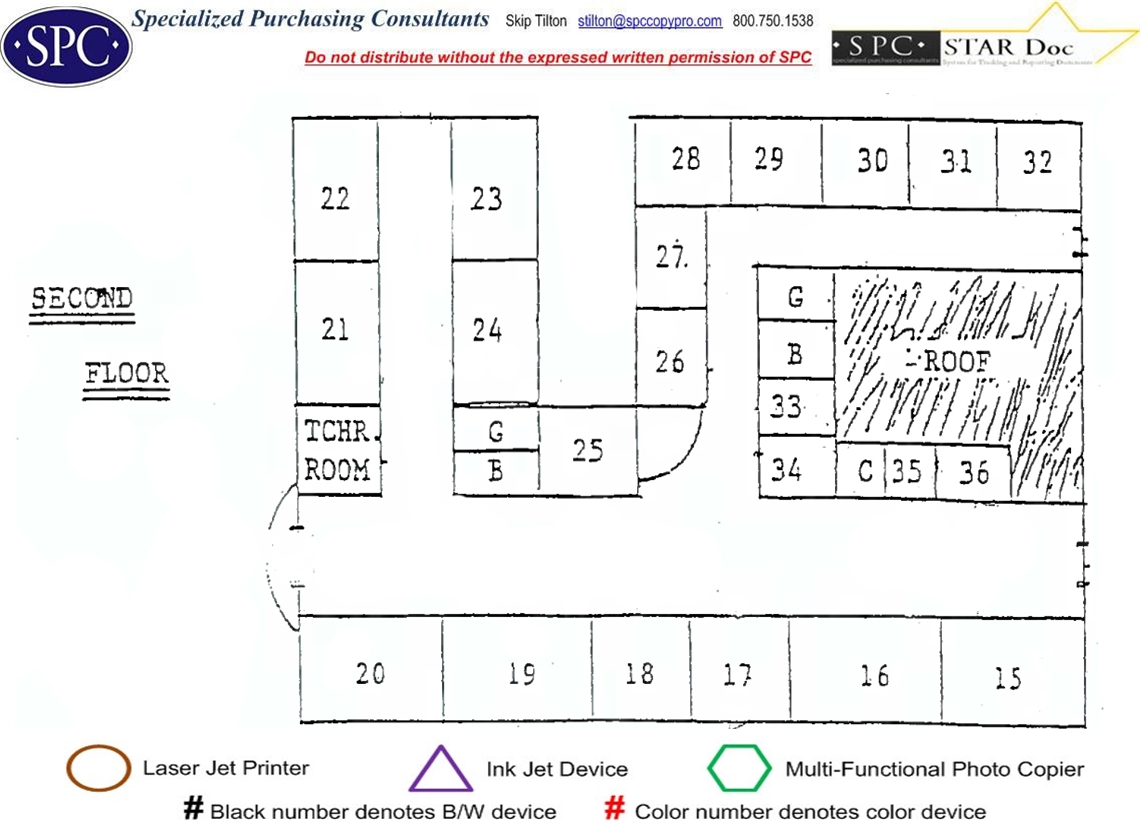 ·SPC·
Specialized Purchasing Consultants Skip Tilton stilton@spccopypro.com 800.750.1538
Do not distribute without the expressed written permission of SPC
·SPC· STAR Doc
specialized purchasing consultants System for Tracking and Reporting Documents
SECOND
FLOOR
22
23
28 29 30 31 32
27
21
24
26
G
B
ROOF
33
TCHR.
ROOM
G
B
25
34 C 35 36
20 19 18 17 16 15
Laser Jet Printer Ink Jet Device Multi-Functional Photo Copier
# Black number denotes B/W device # Color number denotes color device